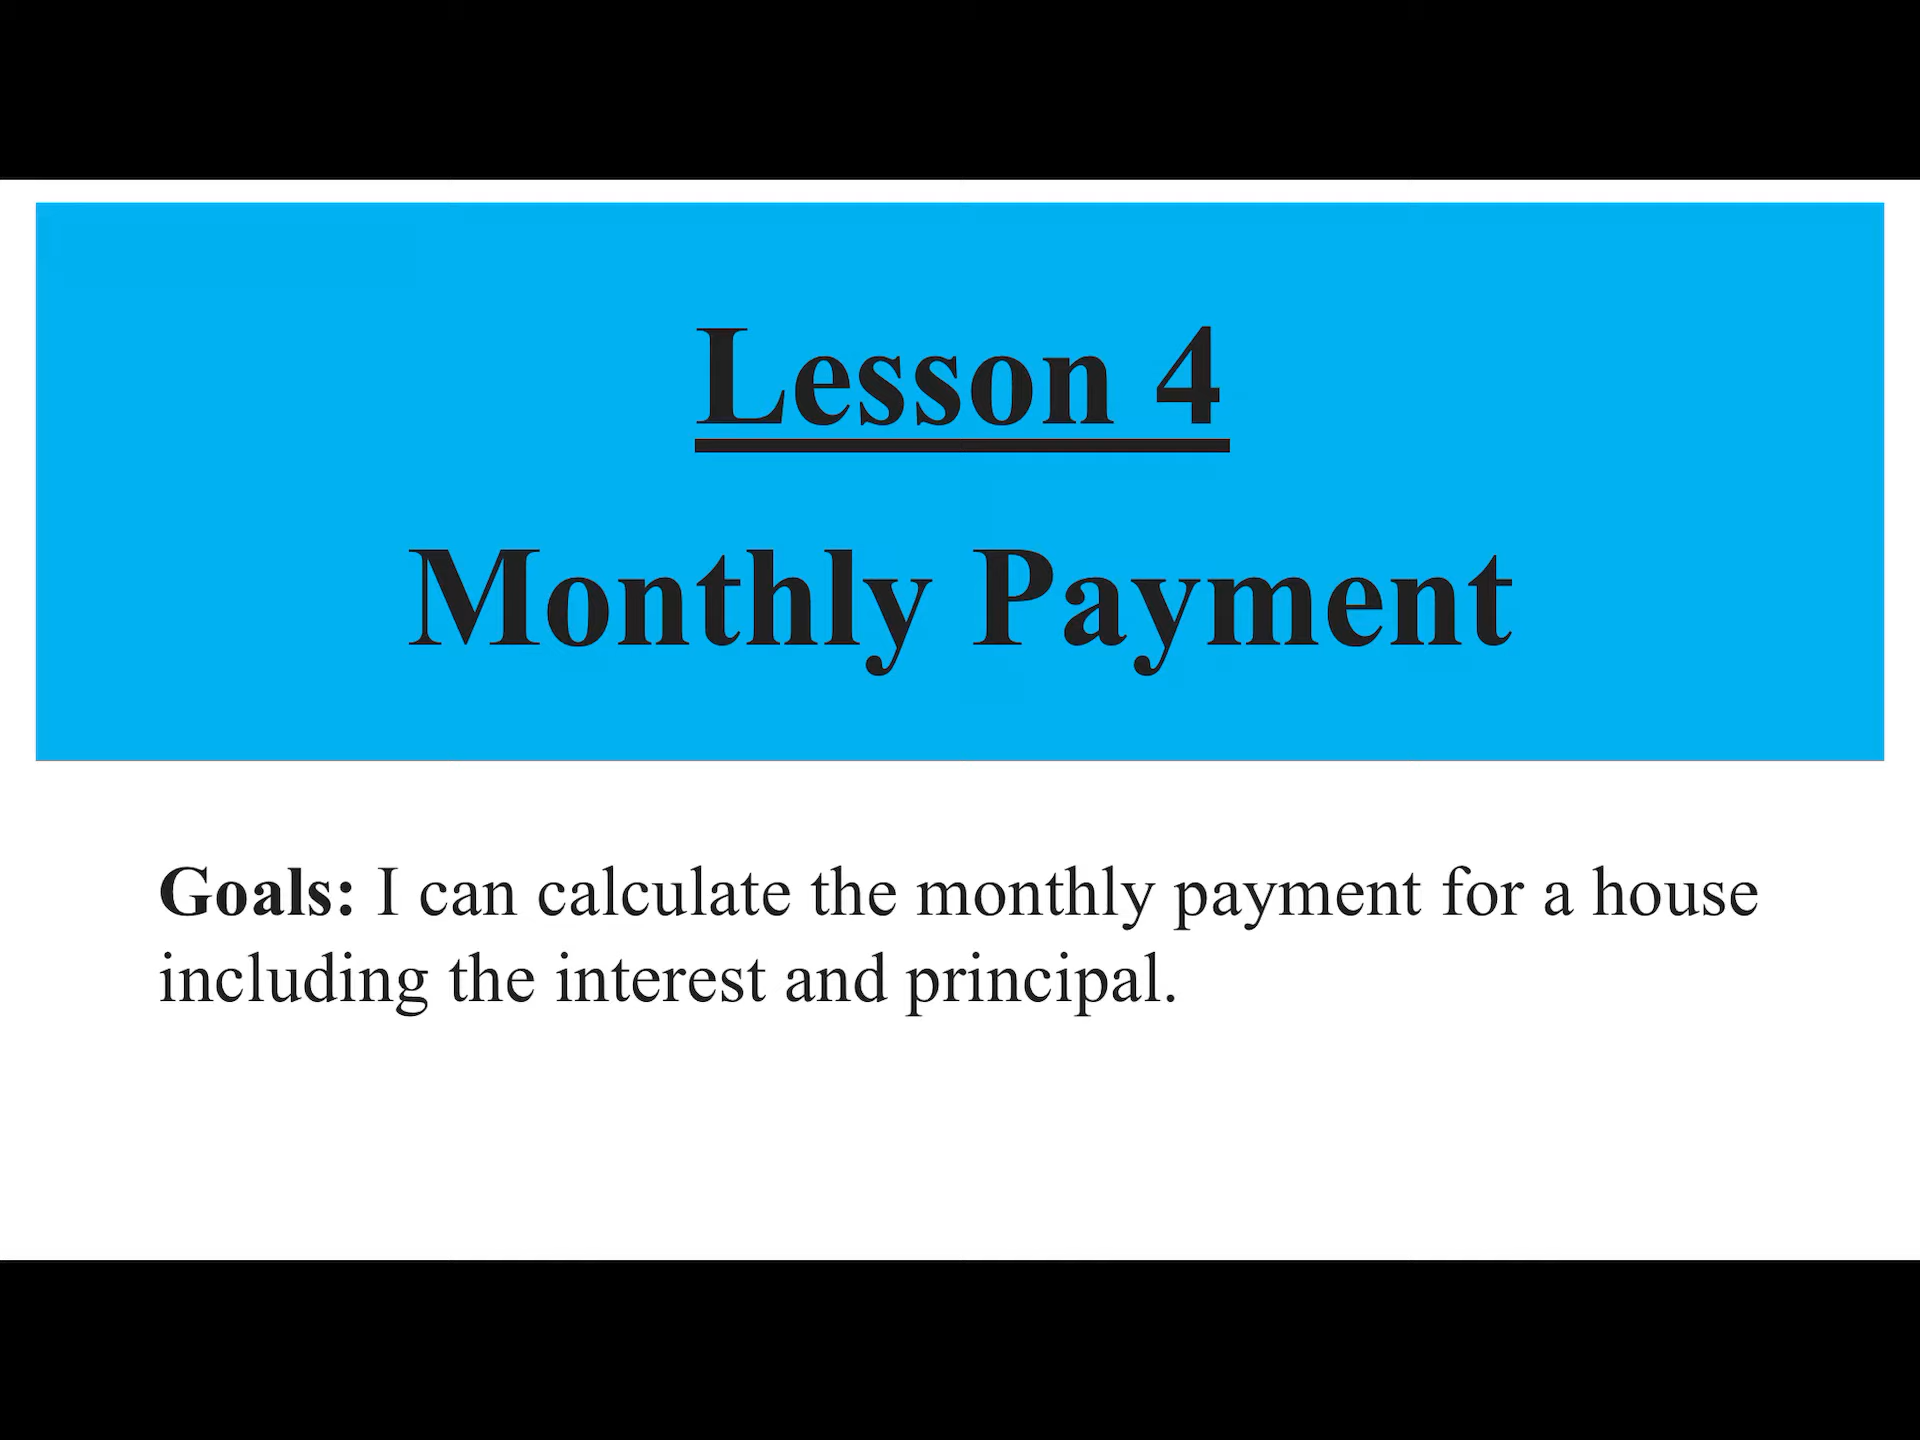 Lesson 4
Monthly Payment
Goals: I can calculate the monthly payment for a house
including the interest and principal.